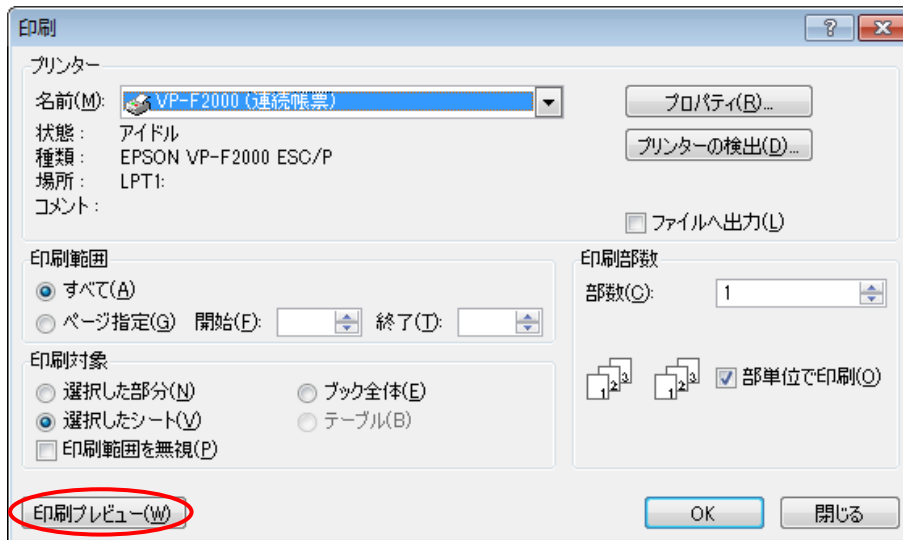 印刷
プリンター
名前(M): VP-F2000 (連続帳票) プロパティ(R)...
状態： アイドル プリンターの検出(D)...
種類： EPSON VP-F2000 ESC/P
場所： LPT1:
コメント： ファイルへ出力(L)
印刷範囲
すべて(A)
ページ指定(G) 開始(F): 終了(T):
印刷部数
部数(C): 1
1 2 3 1 2 3 部単位で印刷(O)
印刷対象
選択した部分(N) ブック全体(E)
選択したシート(V) テーブル(B)
印刷範囲を無視(P)
印刷プレビュー(W) OK 閉じる